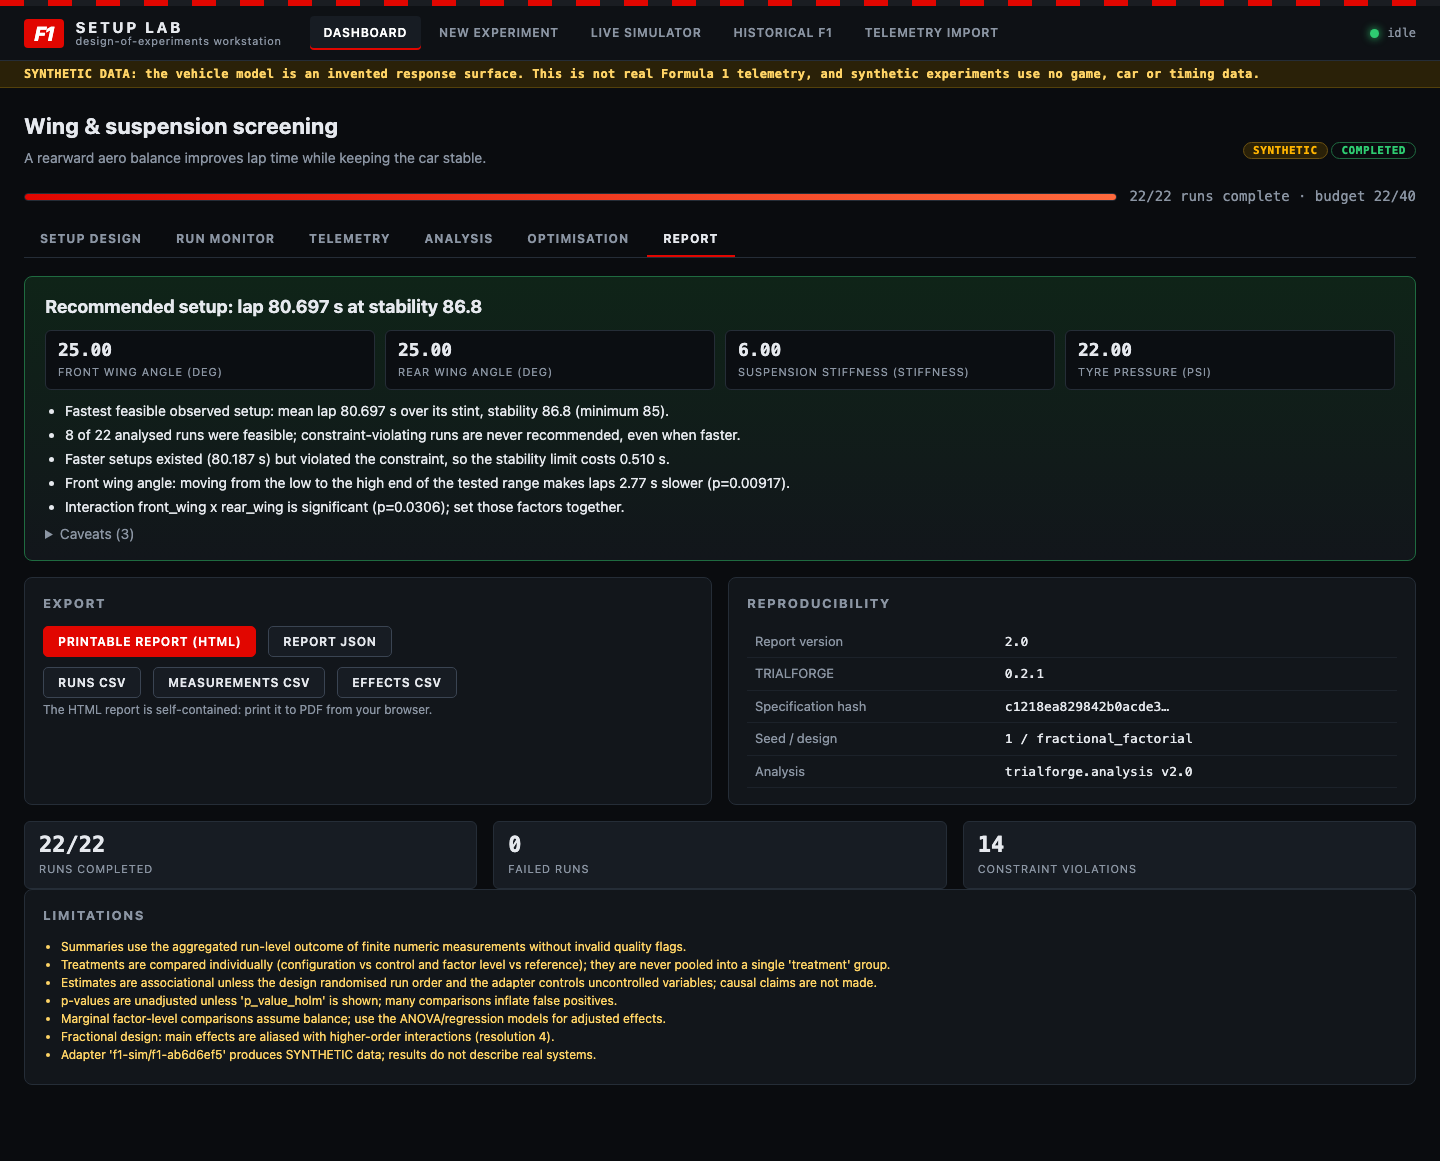 F1
SETUP LAB
design-of-experiments workstation
DASHBOARD
NEW EXPERIMENT
LIVE SIMULATOR
HISTORICAL F1
TELEMETRY IMPORT
idle
SYNTHETIC DATA: the vehicle model is an invented response surface. This is not real Formula 1 telemetry, and synthetic experiments use no game, car or timing data.
Wing & suspension screening
A rearward aero balance improves lap time while keeping the car stable.
SYNTHETIC
COMPLETED
22/22 runs complete · budget 22/40
SETUP DESIGN
RUN MONITOR
TELEMETRY
ANALYSIS
OPTIMISATION
REPORT
Recommended setup: lap 80.697 s at stability 86.8
25.00
FRONT WING ANGLE (DEG)
25.00
REAR WING ANGLE (DEG)
6.00
SUSPENSION STIFFNESS (STIFFNESS)
22.00
TYRE PRESSURE (PSI)
• Fastest feasible observed setup: mean lap 80.697 s over its stint, stability 86.8 (minimum 85).
• 8 of 22 analysed runs were feasible; constraint-violating runs are never recommended, even when faster.
• Faster setups existed (80.187 s) but violated the constraint, so the stability limit costs 0.510 s.
• Front wing angle: moving from the low to the high end of the tested range makes laps 2.77 s slower (p=0.00917).
• Interaction front_wing x rear_wing is significant (p=0.0306); set those factors together.
▶ Caveats (3)
EXPORT
PRINTABLE REPORT (HTML)
REPORT JSON
RUNS CSV
MEASUREMENTS CSV
EFFECTS CSV
The HTML report is self-contained: print it to PDF from your browser.
REPRODUCIBILITY
Report version 2.0
TRIALFORGE 0.2.1
Specification hash c1218ea829842b0acde3…
Seed / design 1 / fractional_factorial
Analysis trialforge.analysis v2.0
22/22
RUNS COMPLETED
0
FAILED RUNS
14
CONSTRAINT VIOLATIONS
LIMITATIONS
• Summaries use the aggregated run-level outcome of finite numeric measurements without invalid quality flags.
• Treatments are compared individually (configuration vs control and factor level vs reference); they are never pooled into a single 'treatment' group.
• Estimates are associational unless the design randomised run order and the adapter controls uncontrolled variables; causal claims are not made.
• p-values are unadjusted unless 'p_value_holm' is shown; many comparisons inflate false positives.
• Marginal factor-level comparisons assume balance; use the ANOVA/regression models for adjusted effects.
• Fractional design: main effects are aliased with higher-order interactions (resolution 4).
• Adapter 'f1-sim/f1-ab6d6ef5' produces SYNTHETIC data; results do not describe real systems.